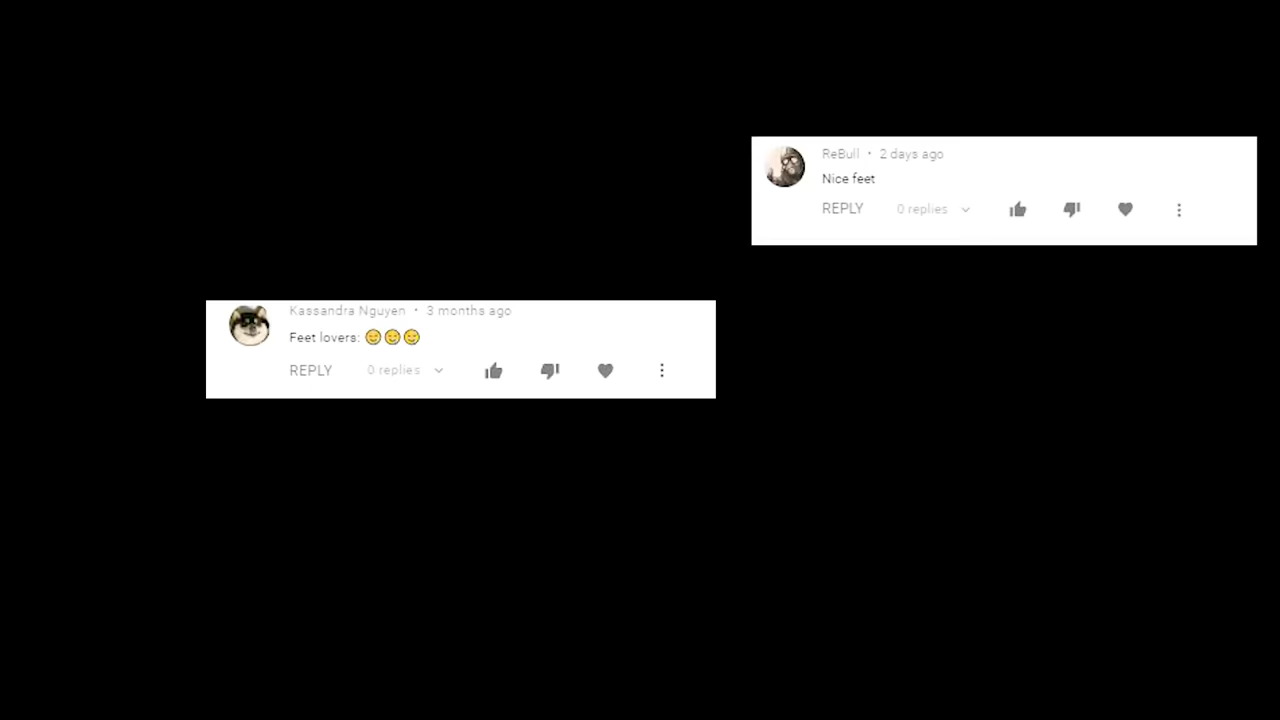 ReBull • 2 days ago
Nice feet
REPLY 0 replies
Kassandra Nguyen • 3 months ago
Feet lovers: 😊😊😊
REPLY 0 replies